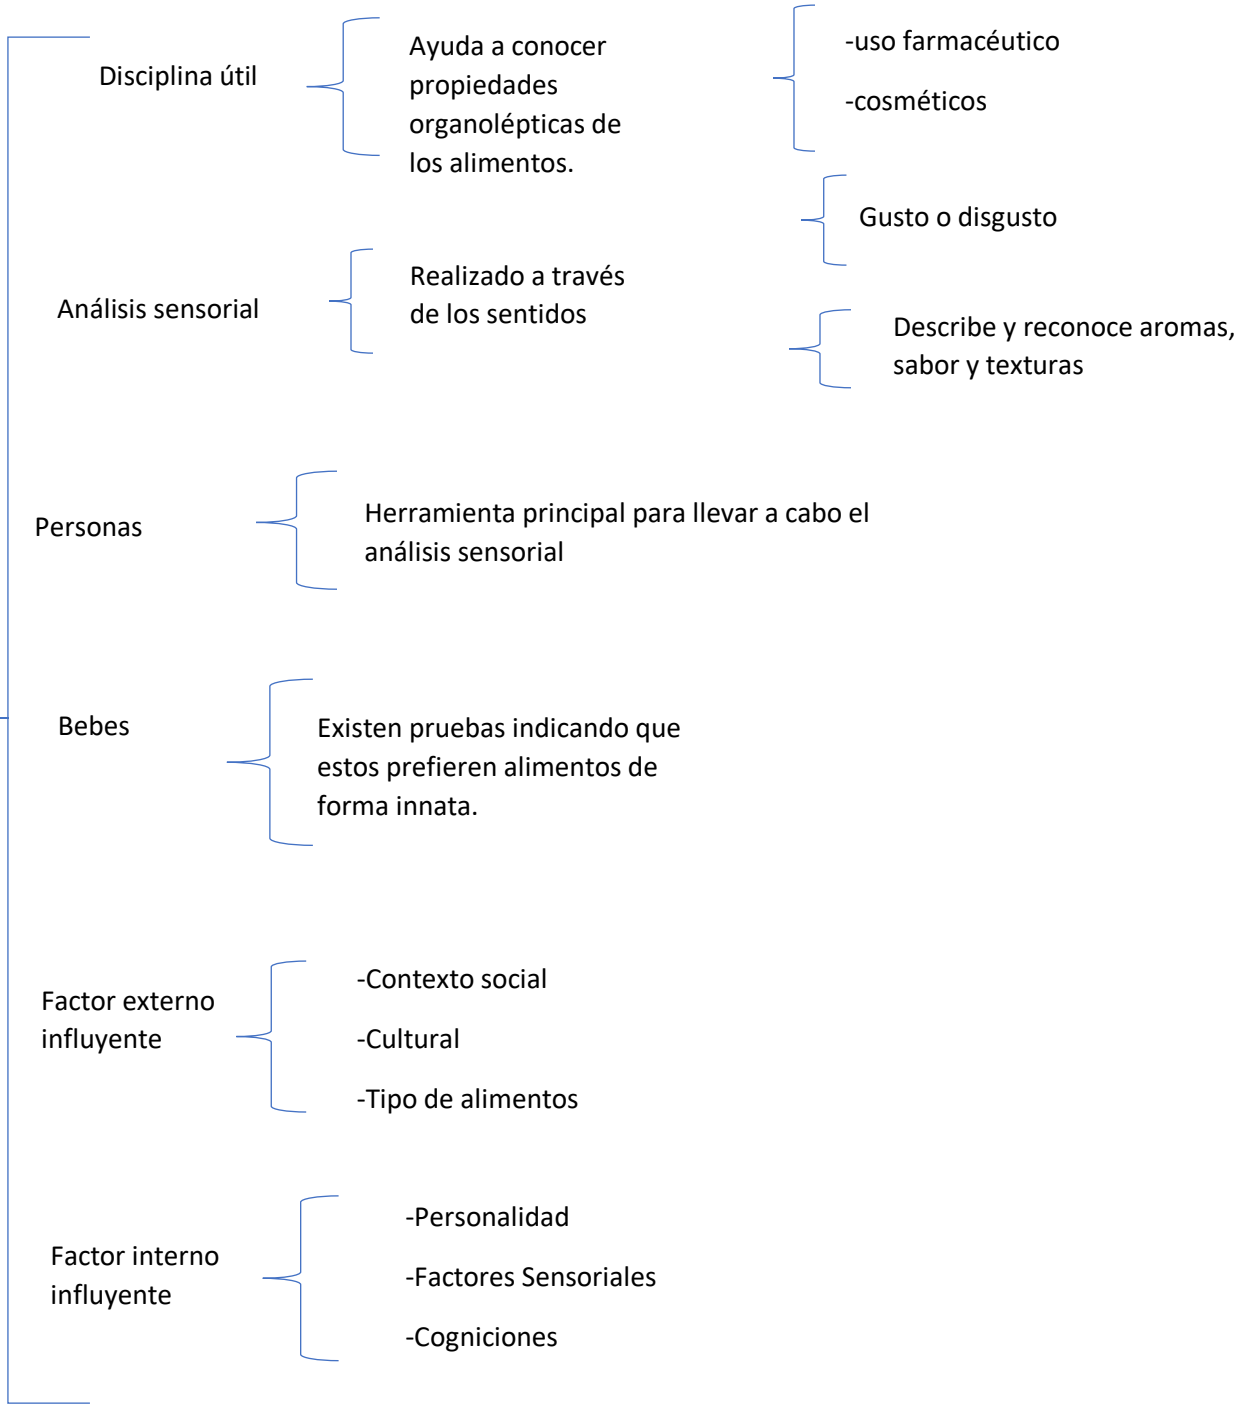 Disciplina útil
Ayuda a conocer
propiedades
organolépticas de
los alimentos.
-uso farmacéutico
-cosméticos
Análisis sensorial
Realizado a través
de los sentidos
Gusto o disgusto
Describe y reconoce aromas,
sabor y texturas
Personas
Herramienta principal para llevar a cabo el
análisis sensorial
Bebes
Existen pruebas indicando que
estos prefieren alimentos de
forma innata.
Factor externo
influyente
-Contexto social
-Cultural
-Tipo de alimentos
Factor interno
influyente
-Personalidad
-Factores Sensoriales
-Cogniciones